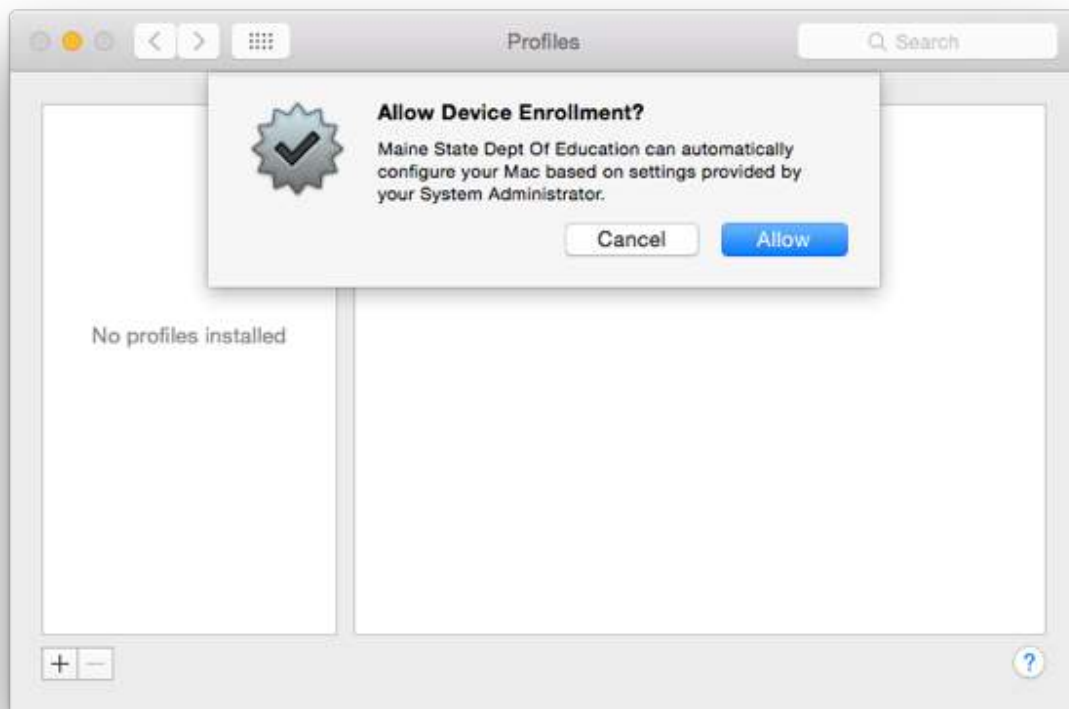 Profiles
Search
Allow Device Enrollment?
Maine State Dept Of Education can automatically
configure your Mac based on settings provided by
your System Administrator.
Cancel
Allow
No profiles installed
+
−
?